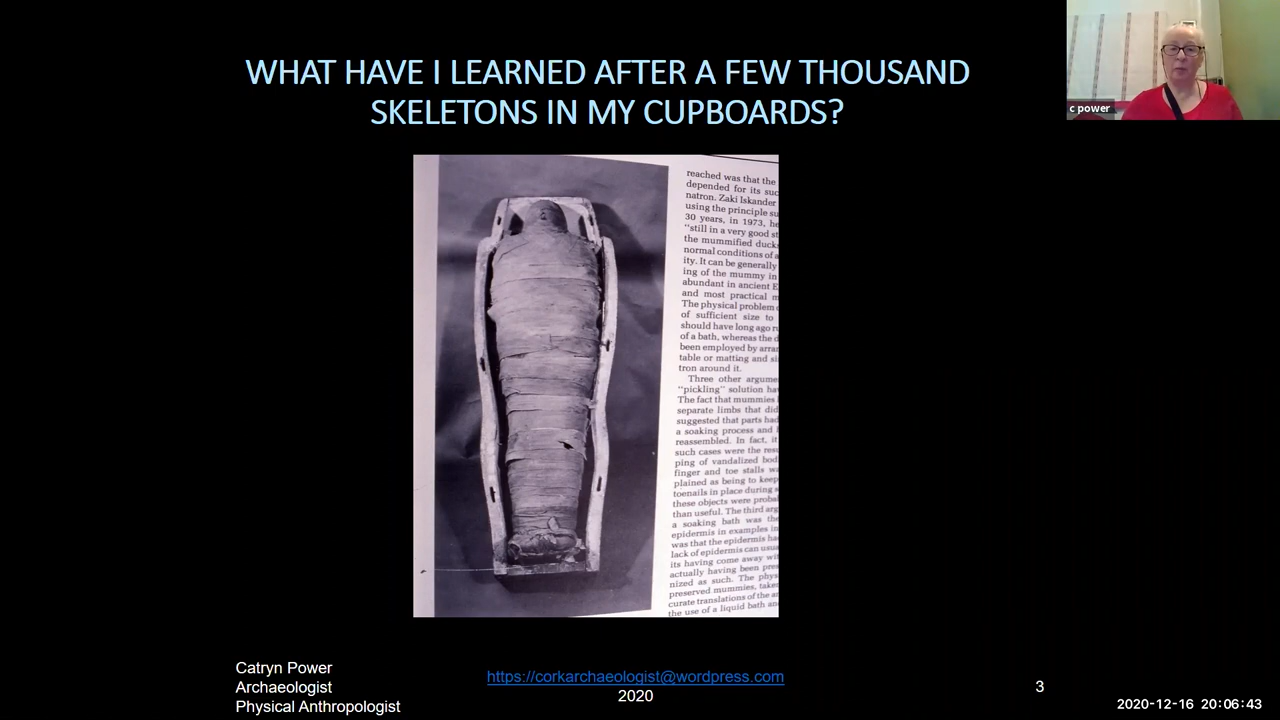 WHAT HAVE I LEARNED AFTER A FEW THOUSAND
SKELETONS IN MY CUPBOARDS?
c power
reached was that the
depended for its suc
natron. Zaki Iskander
using the principle su
30 years, in 1973, he
"still in a very good st
the mummified ducks
normal conditions of a
ity. It can be generally
ing of the mummy in
abundant in ancient E
and most practical m
The physical problem
of sufficient size to
should have long ago ru
of a bath, whereas the d
been employed by arran
table or matting and si
tron around it.
Three other argume
"pickling" solution hav
The fact that mummies
separate limbs that did
suggested that parts had
a soaking process and
reassembled. In fact, it
such cases were the resu
ping of vandalized bod
finger and toe stalls wa
plained as being to keep
toenails in place during s
these objects were proba
than useful. The third arg
a soaking bath was the
epidermis in examples in
was that the epidermis ha
lack of epidermis can usua
its having come away wi
actually having been pres
nized as such. The phys
preserved mummies, take
curate translations of the a
the use of a liquid bath an
Catryn Power
Archaeologist
Physical Anthropologist
https://corkarchaeologist@wordpress.com
2020
3
2020-12-16 20:06:43